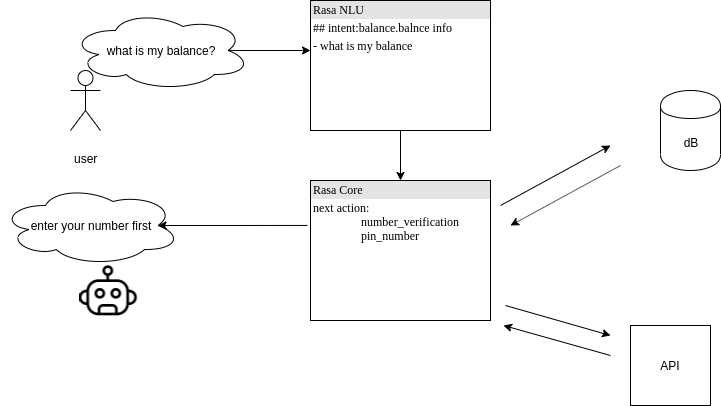 what is my balance?
Rasa NLU
## intent:balance.balnce info
- what is my balance
user
dB
enter your number first
Rasa Core
next action:
number_verification
pin_number
API